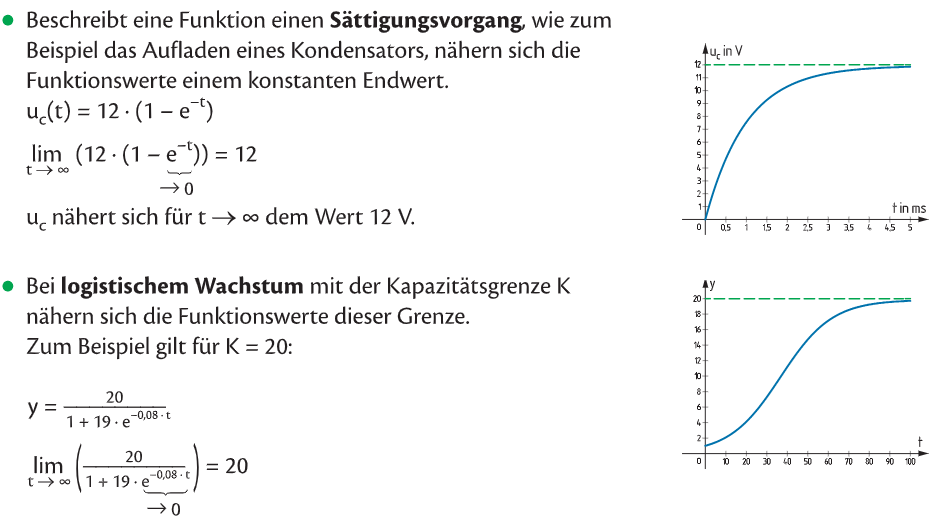 • Beschreibt eine Funktion einen Sättigungsvorgang, wie zum
Beispiel das Aufladen eines Kondensators, nähern sich die
Funktionswerte einem konstanten Endwert.
u_c(t) = 12 · (1 – e^–t)
lim t → ∞ (12 · (1 – e^–t)) = 12
→ 0
u_c nähert sich für t → ∞ dem Wert 12 V.
u_c in V
12
11
10
9
8
7
6
5
4
3
2
1
t in ms
0 0,5 1 1,5 2 2,5 3 3,5 4 4,5 5
• Bei logistischem Wachstum mit der Kapazitätsgrenze K
nähern sich die Funktionswerte dieser Grenze.
Zum Beispiel gilt für K = 20:
y = 20 / (1 + 19 · e^–0,08 · t)
lim t → ∞ (20 / (1 + 19 · e^–0,08 · t)) = 20
→ 0
y
20
18
16
14
12
10
8
6
4
2
t
0 10 20 30 40 50 60 70 80 90 100